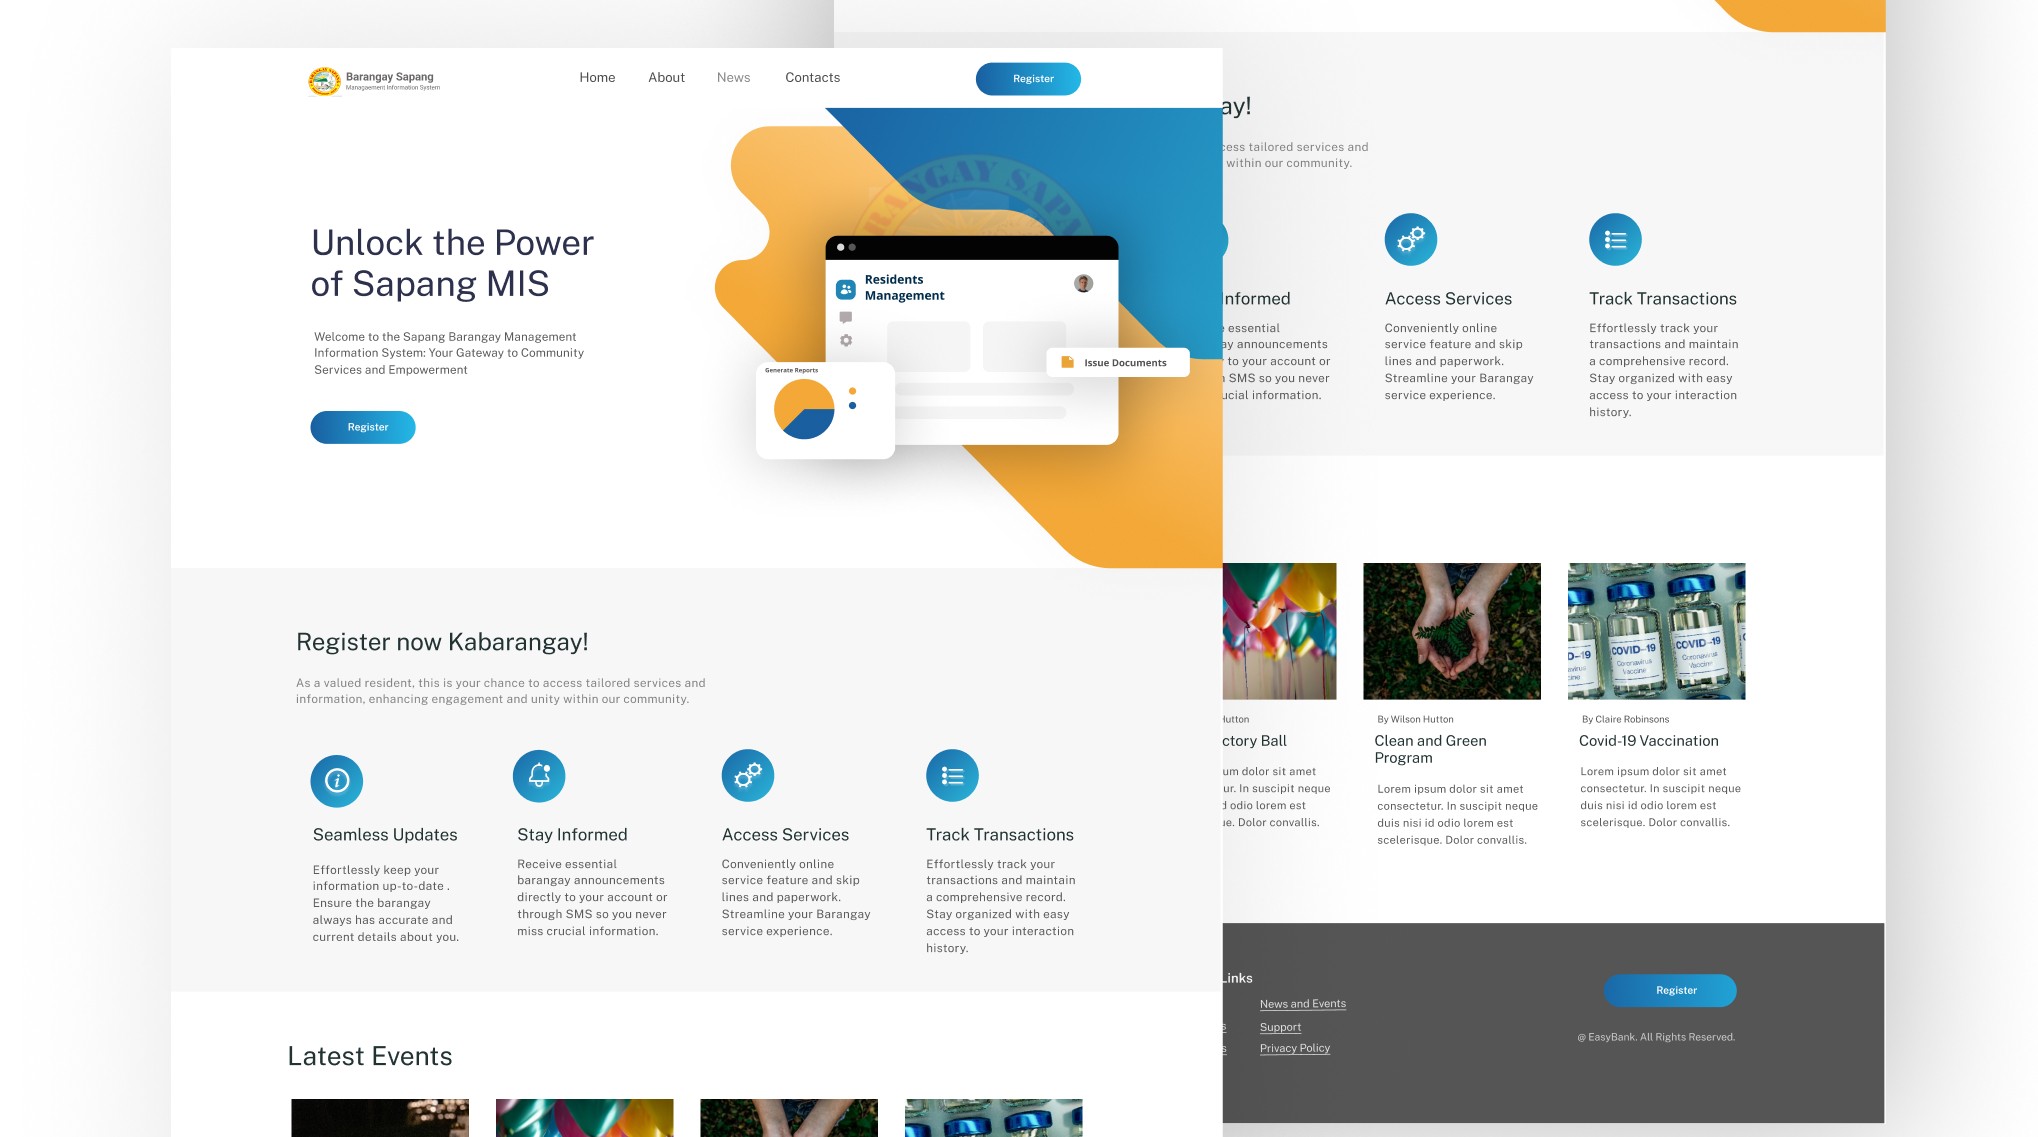 Barangay Sapang
Managaement Information System
Home
About
News
Contacts
Register
Unlock the Power
of Sapang MIS
Welcome to the Sapang Barangay Management
Information System: Your Gateway to Community
Services and Empowerment
Register
BARANGAY SAPA
Residents
Management
Issue Documents
Generate Reports
Register now Kabarangay!
As a valued resident, this is your chance to access tailored services and
information, enhancing engagement and unity within our community.
Seamless Updates
Effortlessly keep your
information up-to-date .
Ensure the barangay
always has accurate and
current details about you.
Stay Informed
Receive essential
barangay announcements
directly to your account or
through SMS so you never
miss crucial information.
Access Services
Conveniently online
service feature and skip
lines and paperwork.
Streamline your Barangay
service experience.
Track Transactions
Effortlessly track your
transactions and maintain
a comprehensive record.
Stay organized with easy
access to your interaction
history.
Latest Events
ay!
cess tailored services and
within our community.
Informed
essential
ay announcements
to your account or
SMS so you never
ucial information.
Access Services
Conveniently online
service feature and skip
lines and paperwork.
Streamline your Barangay
service experience.
Track Transactions
Effortlessly track your
transactions and maintain
a comprehensive record.
Stay organized with easy
access to your interaction
history.
Hutton
ctory Ball
um dolor sit amet
ur. In suscipit neque
d odio lorem est
ue. Dolor convallis.
By Wilson Hutton
Clean and Green
Program
Lorem ipsum dolor sit amet
consectetur. In suscipit neque
duis nisi id odio lorem est
scelerisque. Dolor convallis.
COVID-19
Coronavirus
Vaccine
COVID-19
Coronavirus
Vaccine
By Claire Robinsons
Covid-19 Vaccination
Lorem ipsum dolor sit amet
consectetur. In suscipit neque
duis nisi id odio lorem est
scelerisque. Dolor convallis.
Links
News and Events
s
Support
s
Privacy Policy
Register
@ EasyBank. All Rights Reserved.